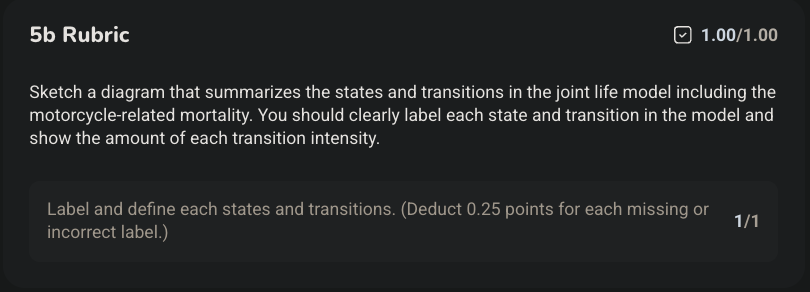 5b Rubric
1.00/1.00
Sketch a diagram that summarizes the states and transitions in the joint life model including the
motorcycle-related mortality. You should clearly label each state and transition in the model and
show the amount of each transition intensity.
Label and define each states and transitions. (Deduct 0.25 points for each missing or
incorrect label.)
1/1